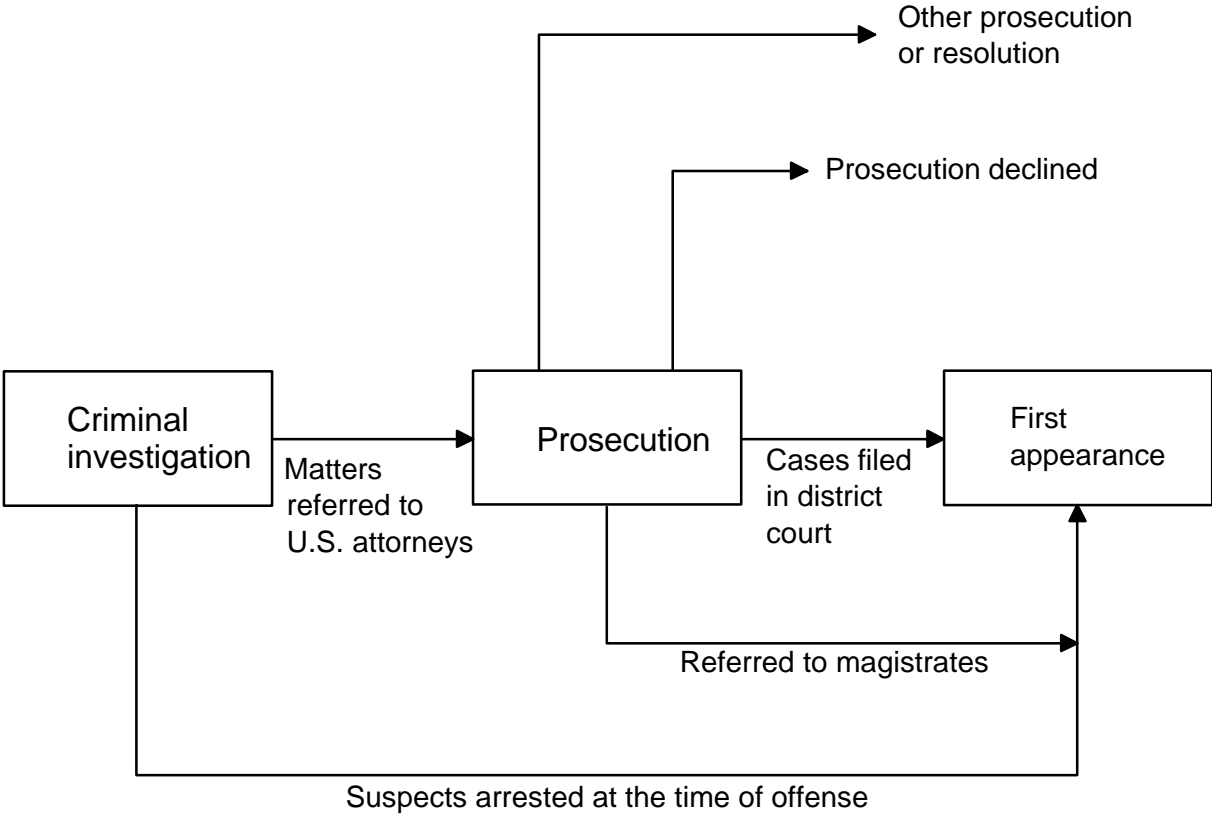 Other prosecution
or resolution
Prosecution declined
Criminal
investigation
Matters
referred to
U.S. attorneys
Prosecution
Cases filed
in district
court
First
appearance
Referred to magistrates
Suspects arrested at the time of offense